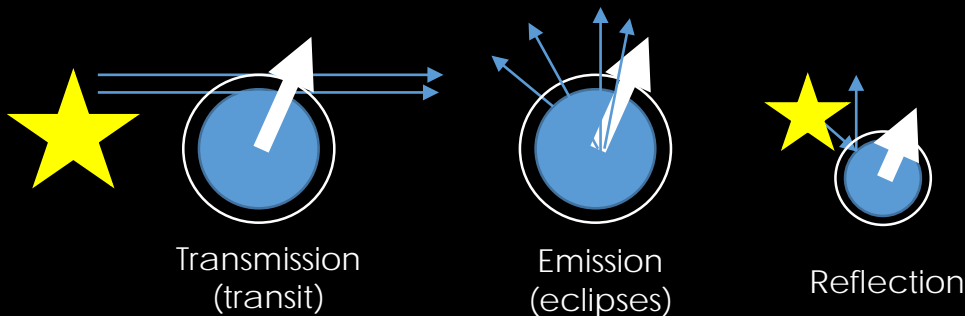 Transmission
(transit)
Emission
(eclipses)
Reflection